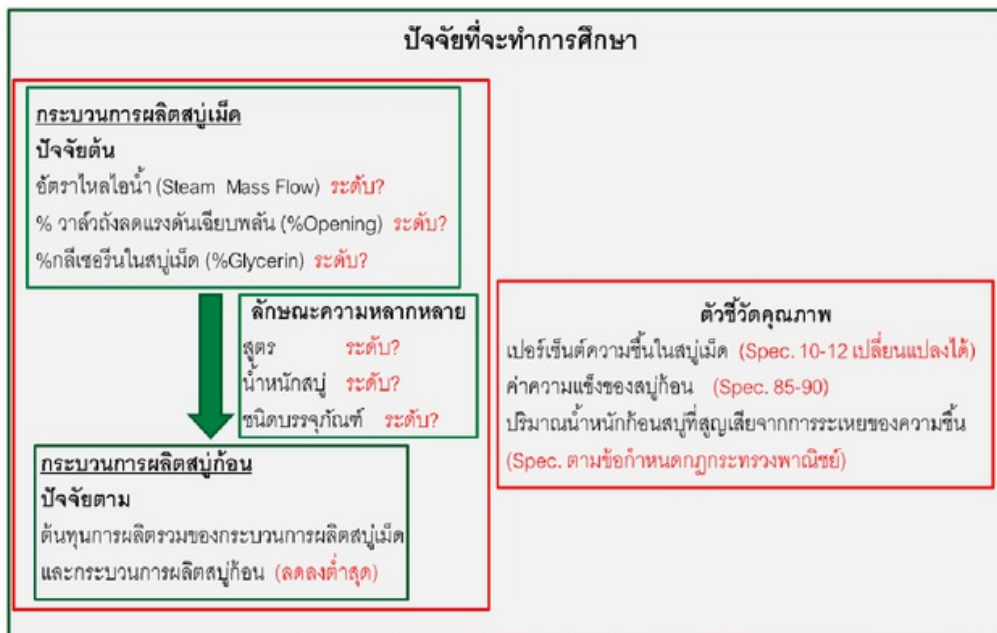 ปัจจัยที่จะทำการศึกษา
กระบวนการผลิตสบู่เม็ด
ปัจจัยต้น
อัตราไหลไอน้ำ (Steam Mass Flow) ระดับ?
% วาล์วถังลดแรงดันเฉียบพลัน (%Opening) ระดับ?
%กลีเซอรีนในสบู่เม็ด (%Glycerin) ระดับ?
ลักษณะความหลากหลาย
สูตร ระดับ?
น้ำหนักสบู่ ระดับ?
ชนิดบรรจุภัณฑ์ ระดับ?
กระบวนการผลิตสบู่ก้อน
ปัจจัยตาม
ต้นทุนการผลิตรวมของกระบวนการผลิตสบู่เม็ด
และกระบวนการผลิตสบู่ก้อน (ลดลงต่ำสุด)
ตัวชี้วัดคุณภาพ
เปอร์เซ็นต์ความชื้นในสบู่เม็ด (Spec. 10-12 เปลี่ยนแปลงได้)
ค่าความแข็งของสบู่ก้อน (Spec. 85-90)
ปริมาณน้ำหนักก้อนสบู่ที่สูญเสียจากการระเหยของความชื้น
(Spec. ตามข้อกำหนดกฎกระทรวงพาณิชย์)